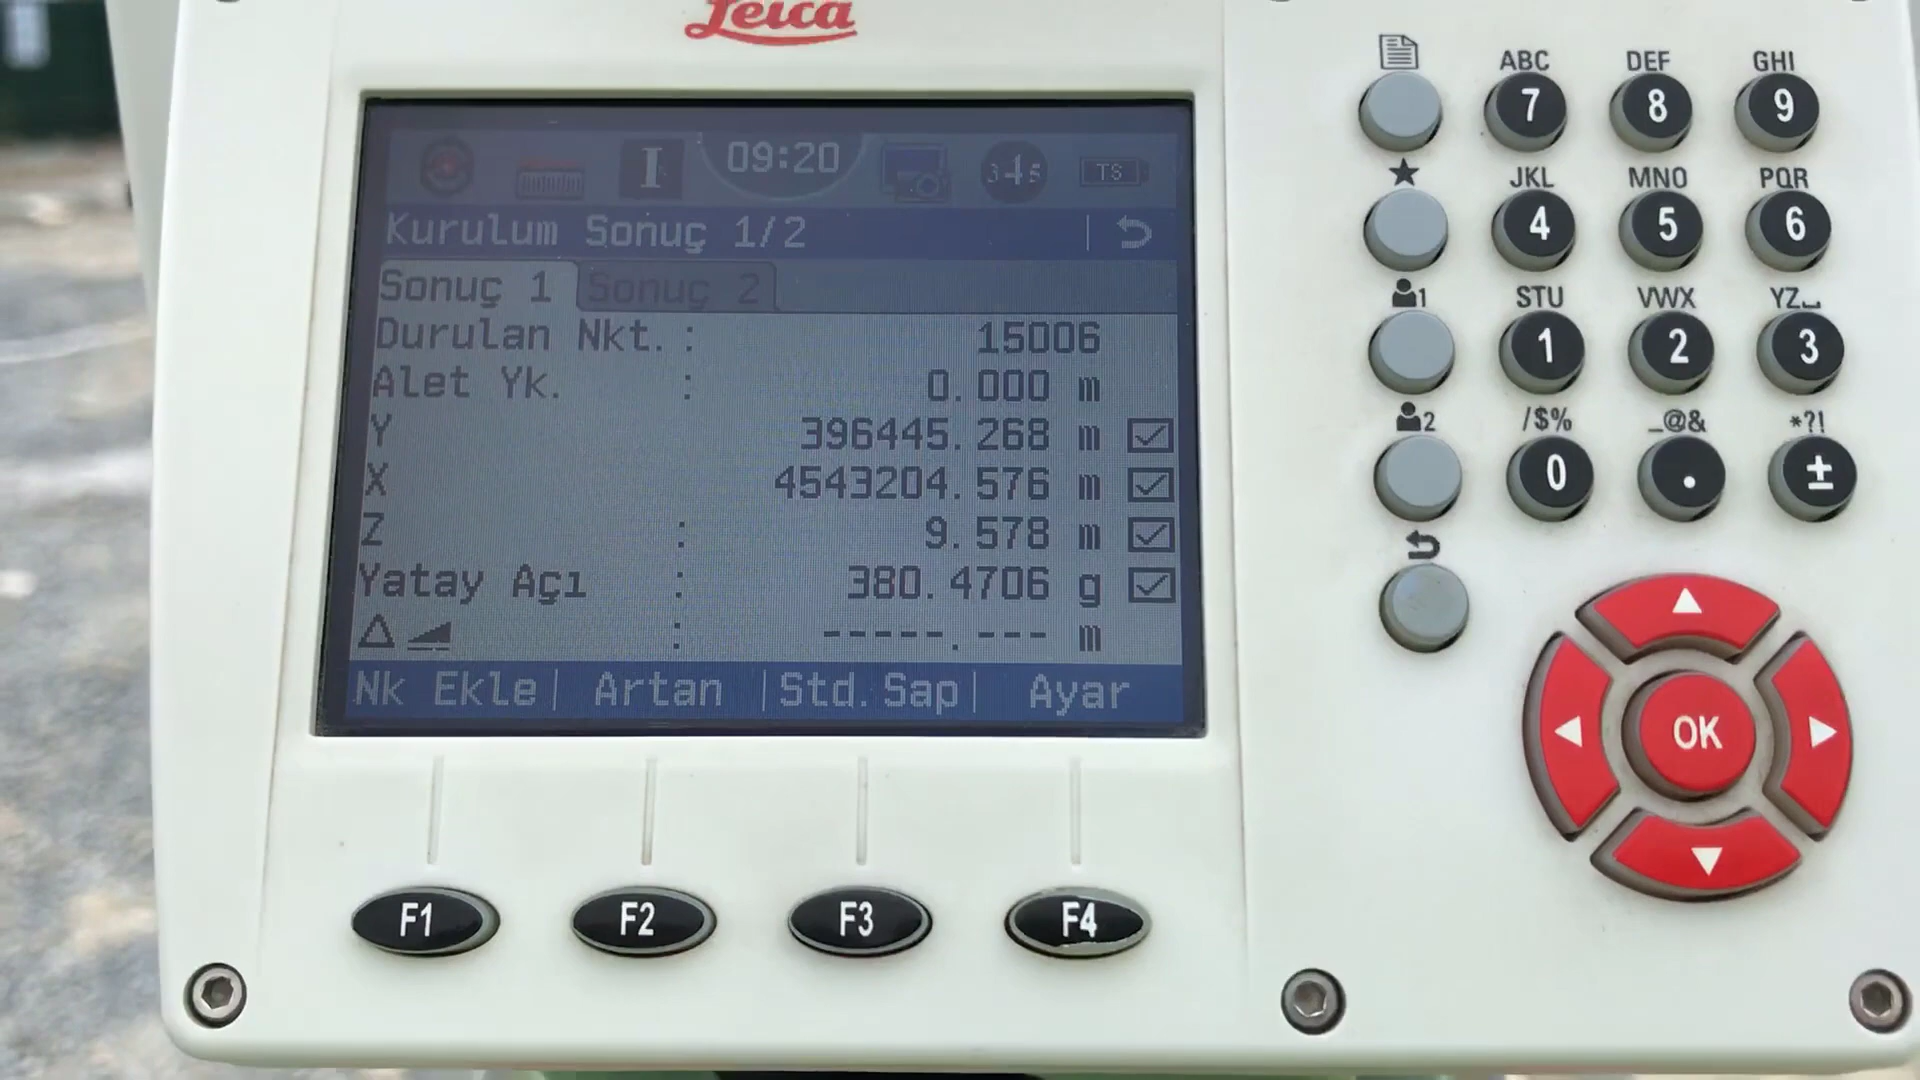 Leica
09:20
I
345
TS
Kurulum Sonuç 1/2
Sonuç 1 Sonuç 2
Durulan Nkt. : 15006
Alet Yk. : 0.000 m
Y 396445.268 m
X 4543204.576 m
Z : 9.578 m
Yatay Açı : 380.4706 g
: -----.--- m
Nk Ekle| Artan |Std.Sap| Ayar
F1 F2 F3 F4
ABC DEF GHI
7 8 9
JKL MNO PQR
4 5 6
1 STU VWX YZ
1 2 3
2 /$% _@& *?!
0 . ±
OK